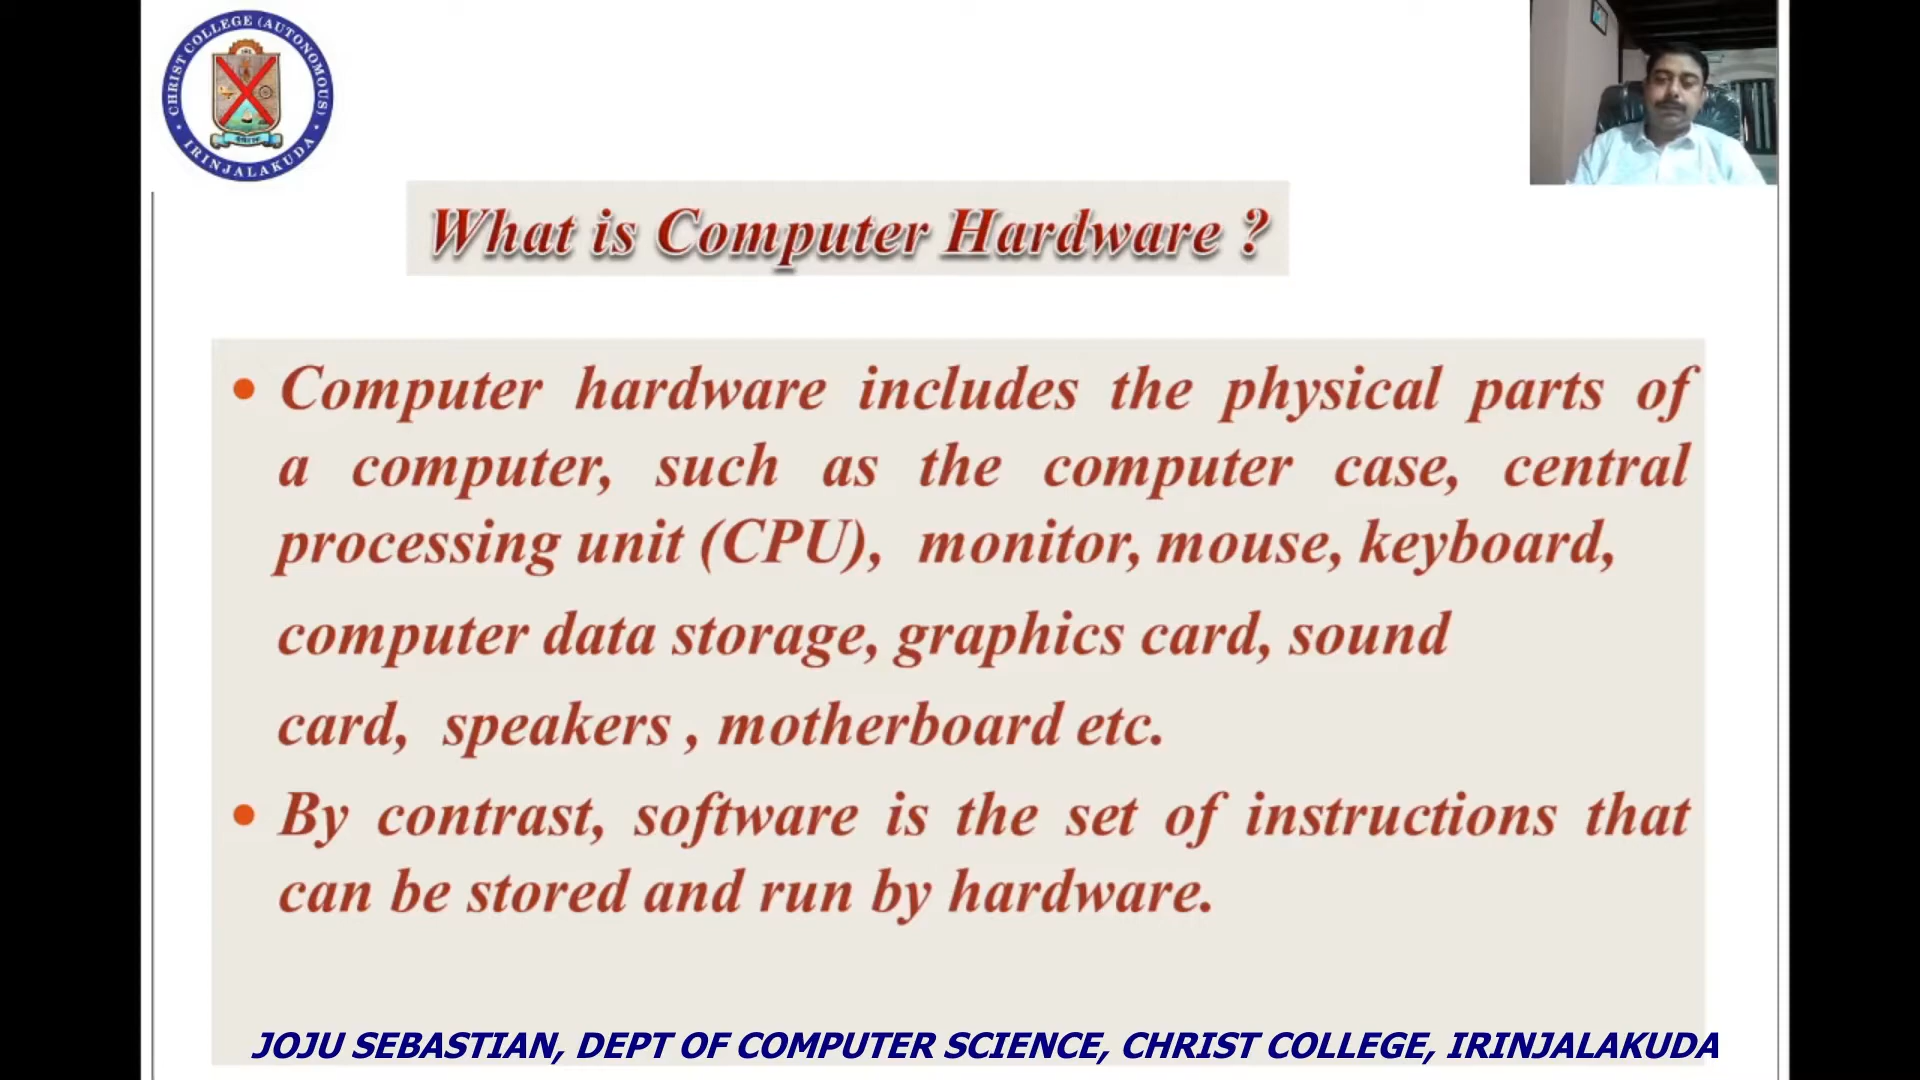 CHRIST COLLEGE (AUTONOMOUS)
• IRINJALAKUDA •
What is Computer Hardware ?
• Computer hardware includes the physical parts of
a computer, such as the computer case, central
processing unit (CPU), monitor, mouse, keyboard,
computer data storage, graphics card, sound
card, speakers , motherboard etc.
• By contrast, software is the set of instructions that
can be stored and run by hardware.
JOJU SEBASTIAN, DEPT OF COMPUTER SCIENCE, CHRIST COLLEGE, IRINJALAKUDA